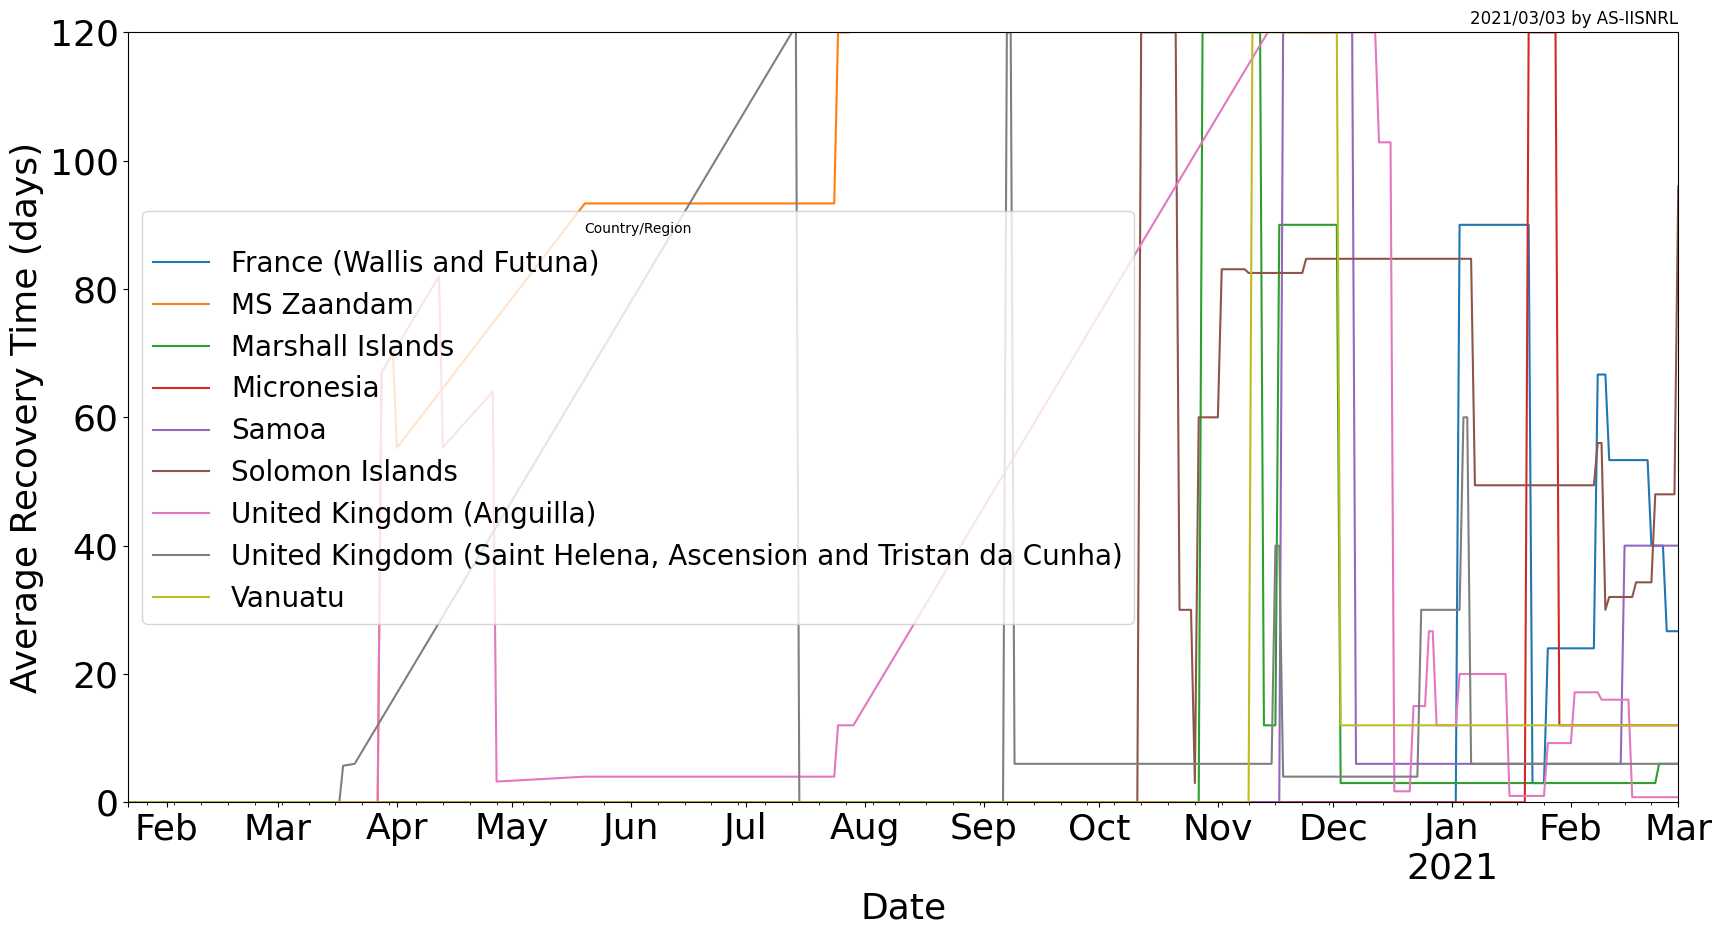 2021/03/03 by AS-IISNRL
120
100
80
60
40
20
0
Average Recovery Time (days)
Country/Region
France (Wallis and Futuna)
MS Zaandam
Marshall Islands
Micronesia
Samoa
Solomon Islands
United Kingdom (Anguilla)
United Kingdom (Saint Helena, Ascension and Tristan da Cunha)
Vanuatu
Feb Mar Apr May Jun Jul Aug Sep Oct Nov Dec Jan Feb Mar
2021
Date